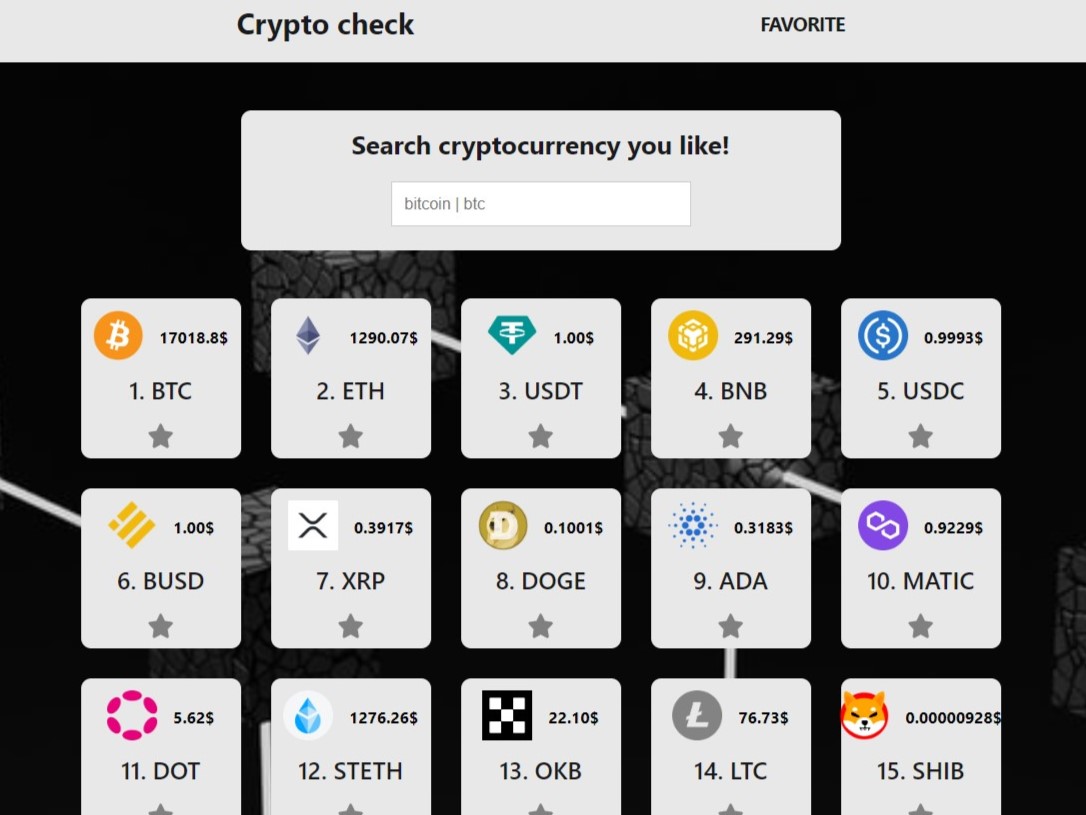 Crypto check
FAVORITE
Search cryptocurrency you like!
bitcoin | btc
17018.8$
1. BTC
1290.07$
2. ETH
1.00$
3. USDT
291.29$
4. BNB
0.9993$
5. USDC
1.00$
6. BUSD
0.3917$
7. XRP
0.1001$
8. DOGE
0.3183$
9. ADA
0.9229$
10. MATIC
5.62$
11. DOT
1276.26$
12. STETH
22.10$
13. OKB
76.73$
14. LTC
0.00000928$
15. SHIB